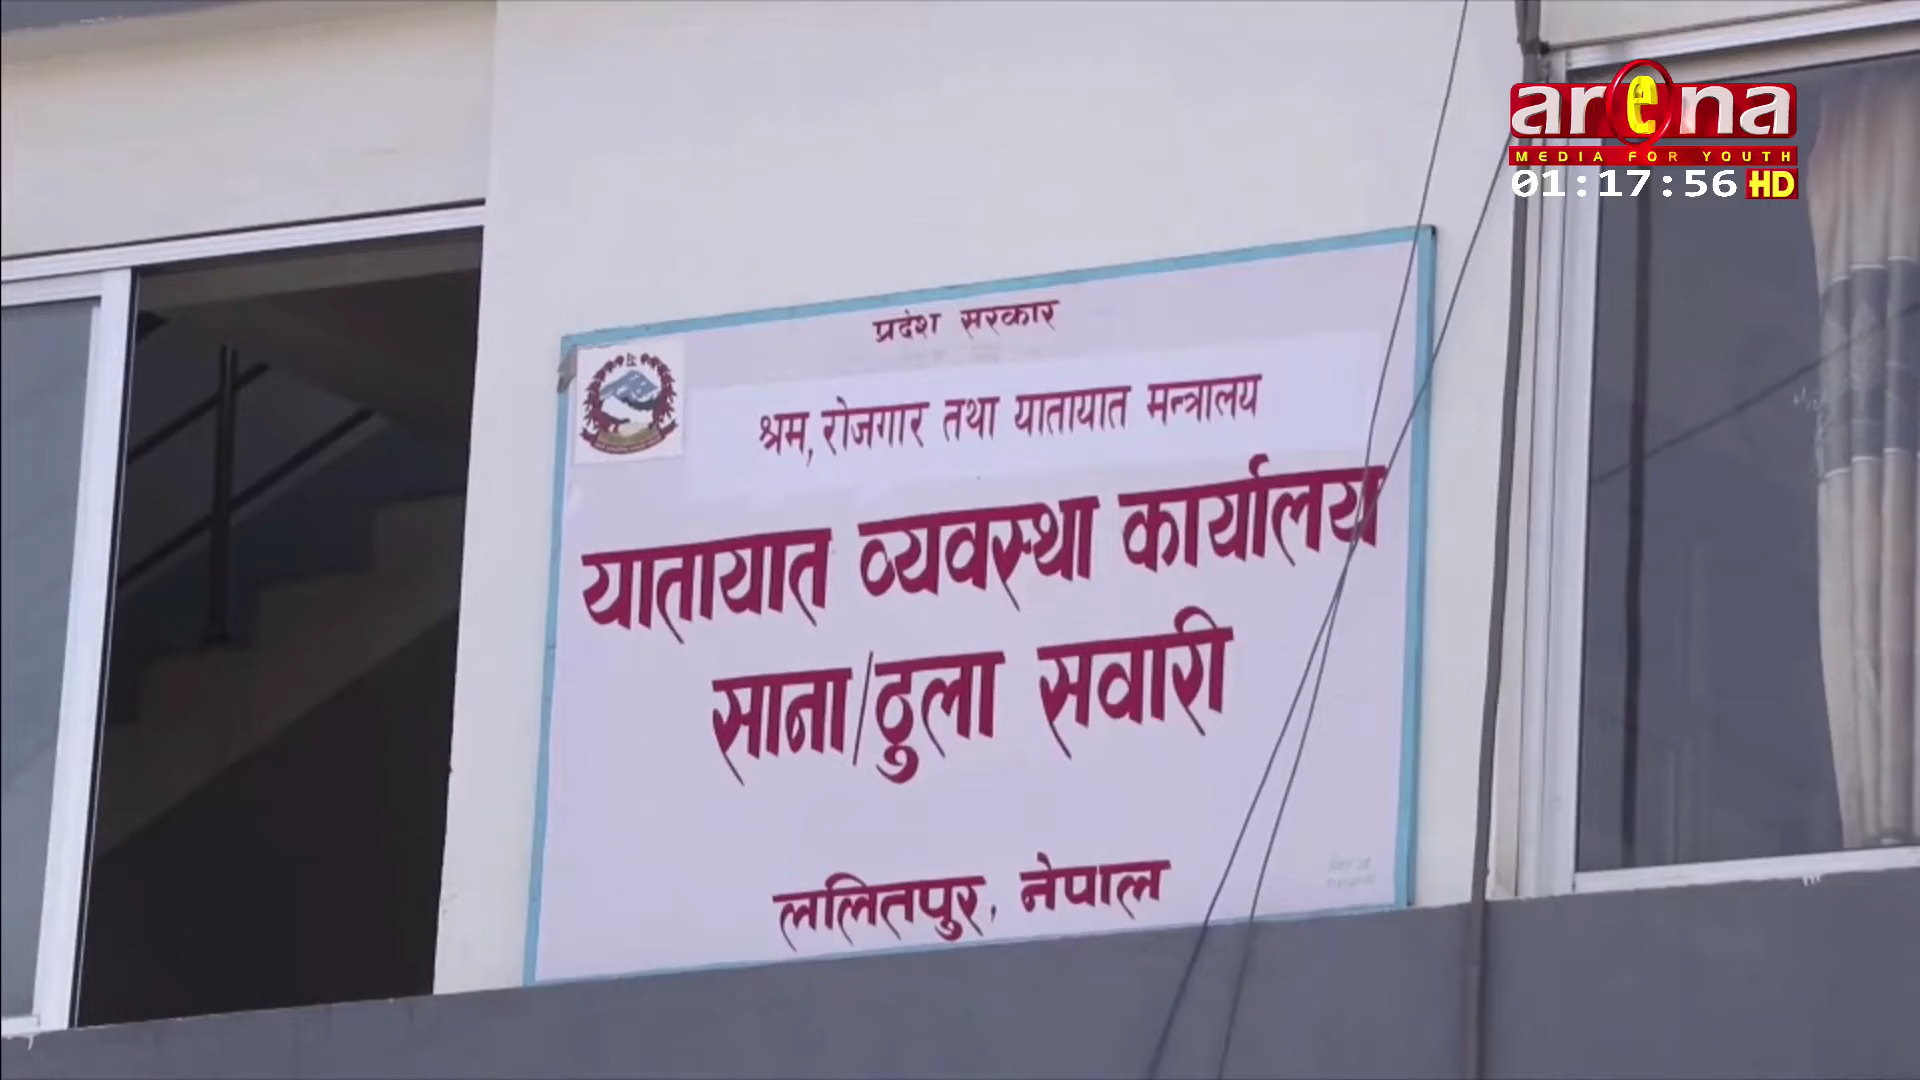 arena
MEDIA FOR YOUTH
01:17:56 HD
प्रदेश सरकार
श्रम, रोजगार तथा यातायात मन्त्रालय
यातायात व्यवस्था कार्यालय
साना/ठुला सवारी
ललितपुर, नेपाल